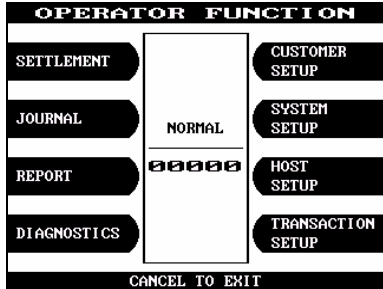 OPERATOR FUNCTION
SETTLEMENT
JOURNAL
REPORT
DIAGNOSTICS
NORMAL
00000
CUSTOMER
SETUP
SYSTEM
SETUP
HOST
SETUP
TRANSACTION
SETUP
CANCEL TO EXIT